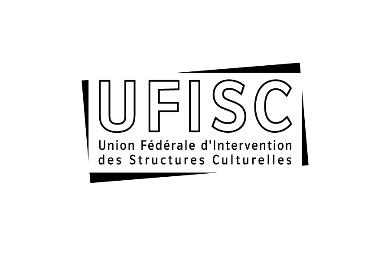 UFISC
Union Fédérale d'Intervention
des Structures Culturelles